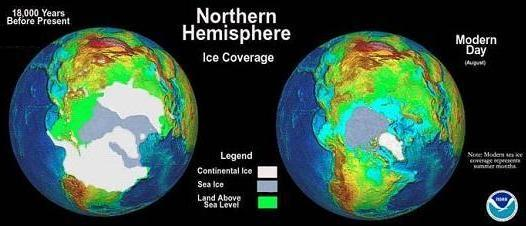 18,000 Years
Before Present
Northern
Hemisphere
Ice Coverage
Modern
Day
(August)
Legend
Continental Ice
Sea Ice
Land Above
Sea Level
Note: Modern sea ice
coverage represents
summer months.
NOAA